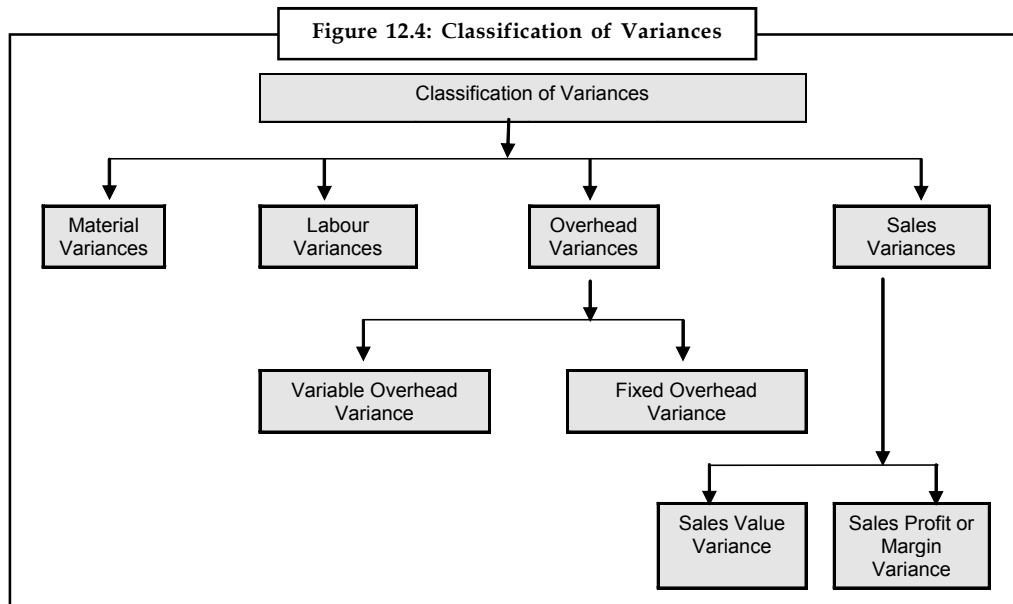 Figure 12.4: Classification of Variances
Classification of Variances
Material
Variances
Labour
Variances
Overhead
Variances
Sales
Variances
Variable Overhead
Variance
Fixed Overhead
Variance
Sales Value
Variance
Sales Profit or
Margin
Variance